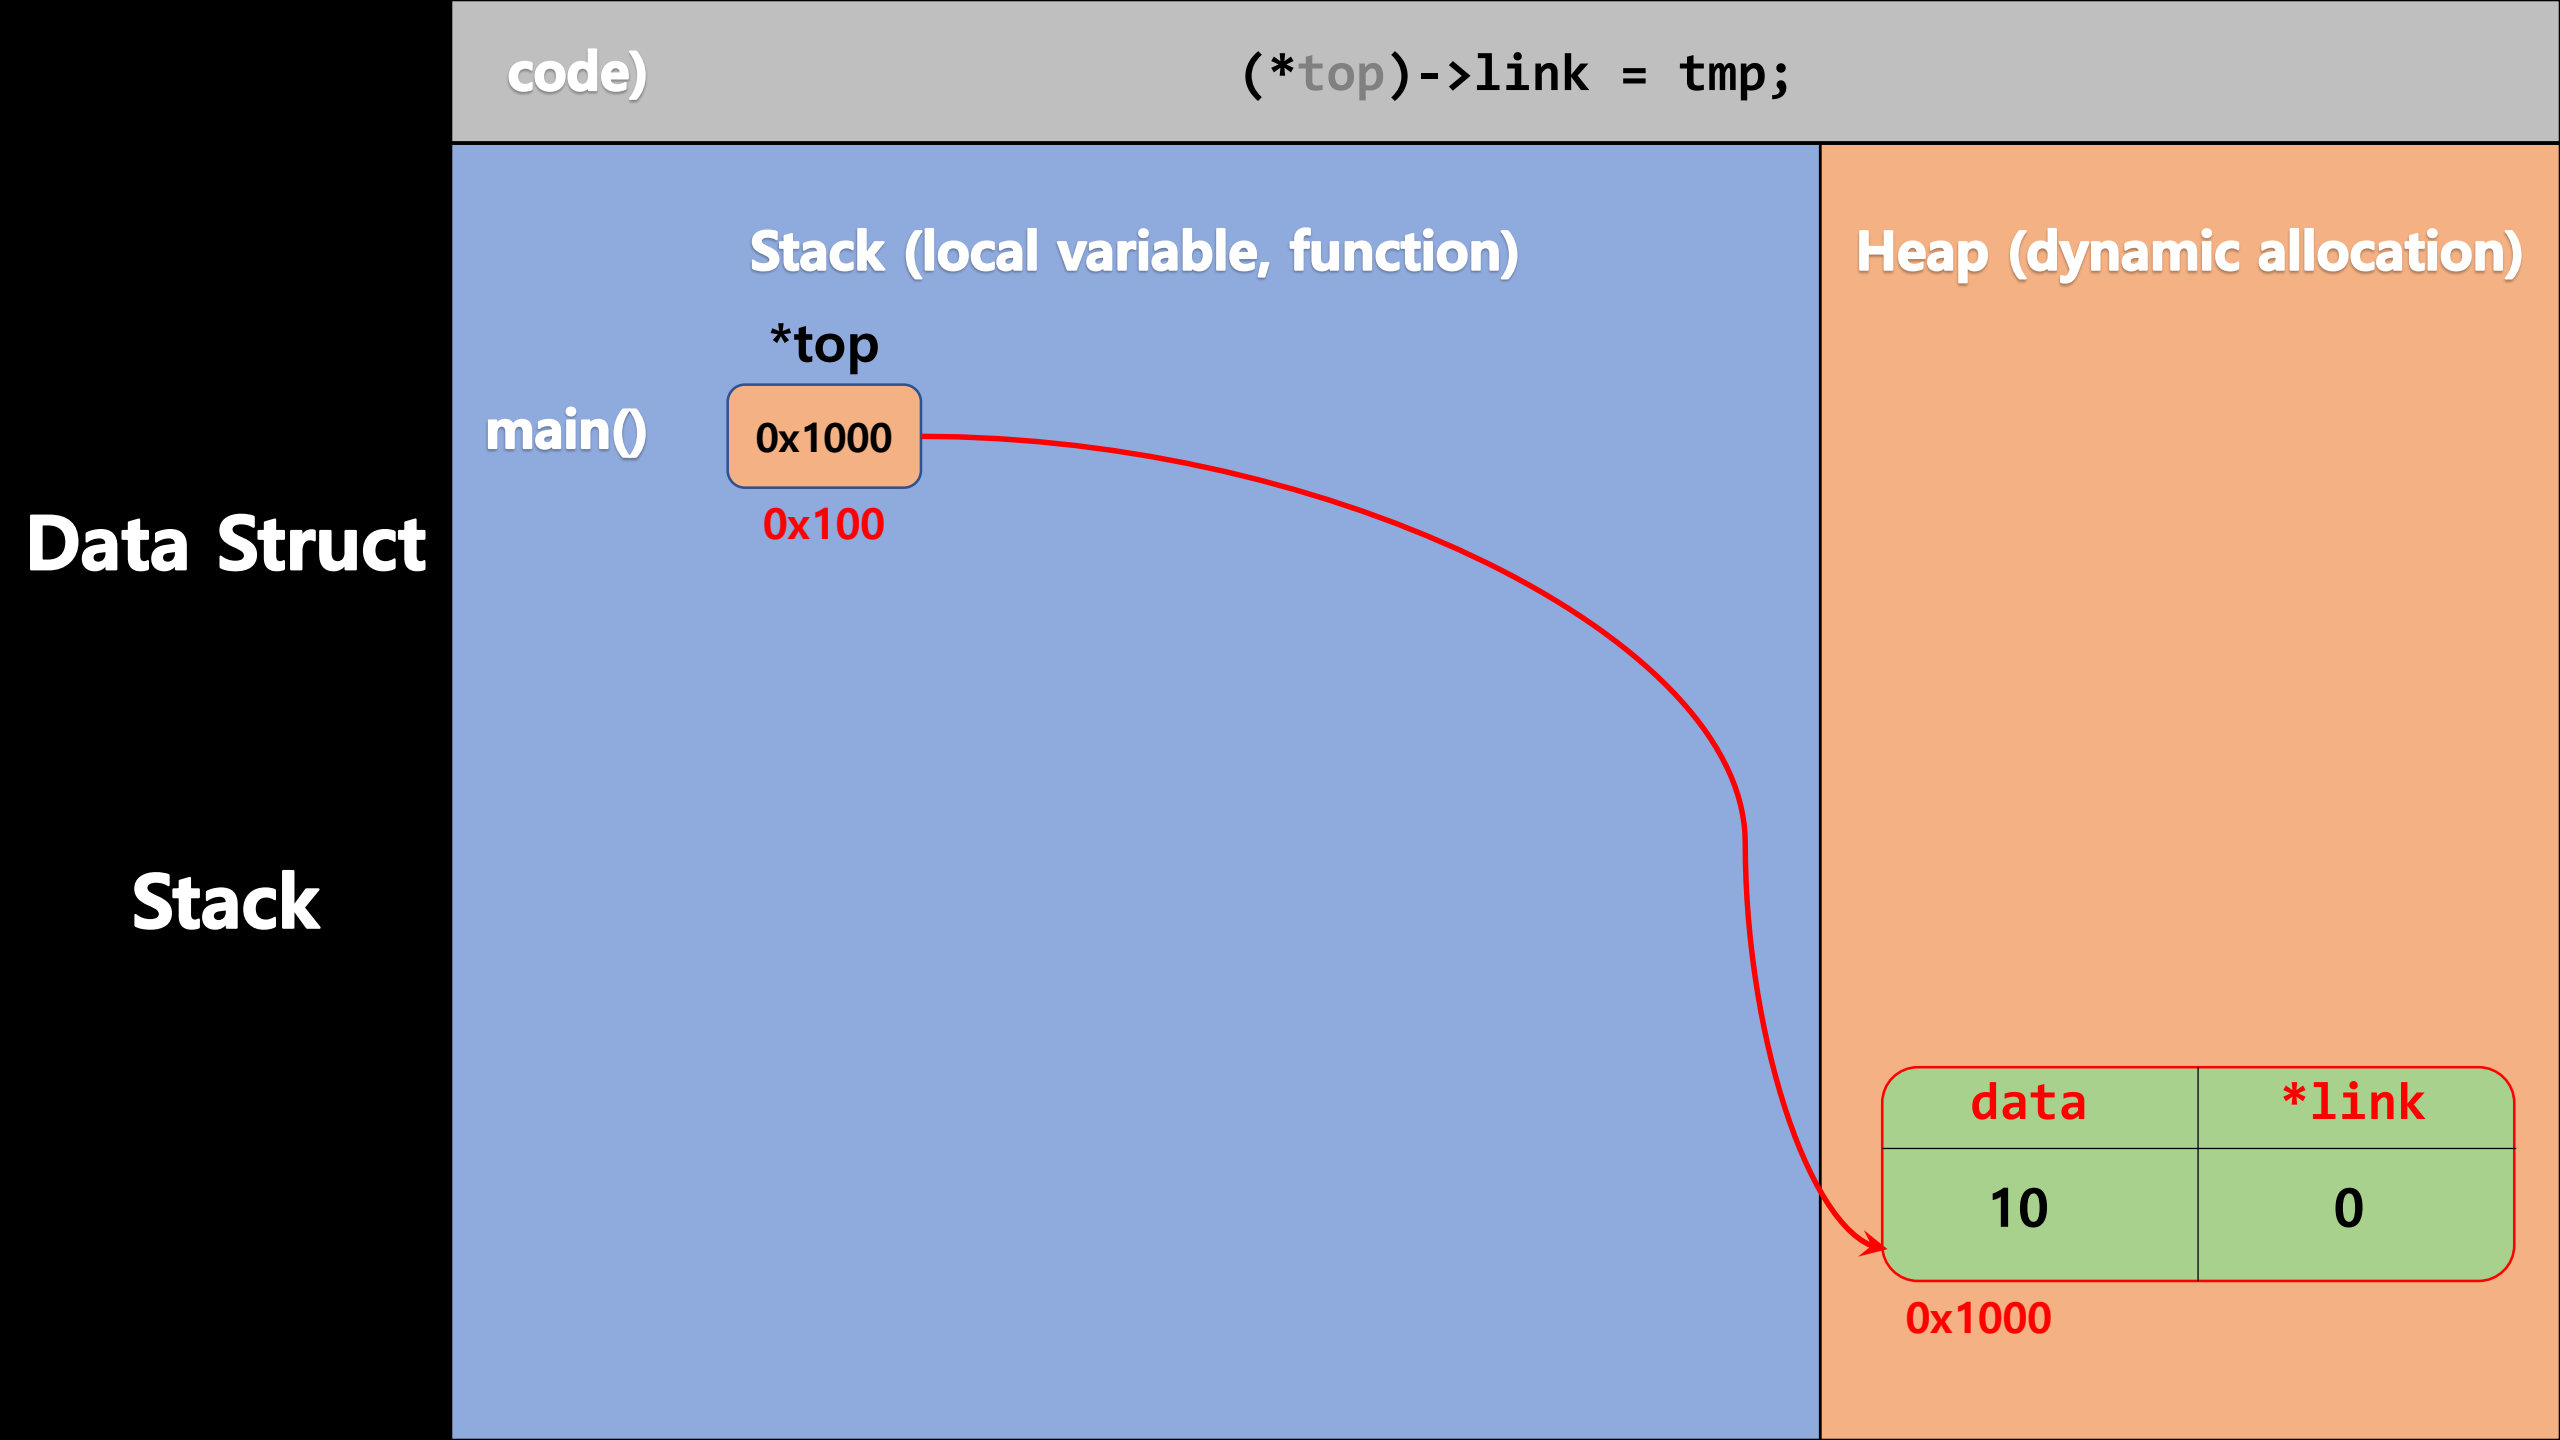 code) (*top)->link = tmp;
Stack (local variable, function)
Heap (dynamic allocation)
*top
main()
0x1000
0x100
Data Struct
Stack
data *link
10 0
0x1000